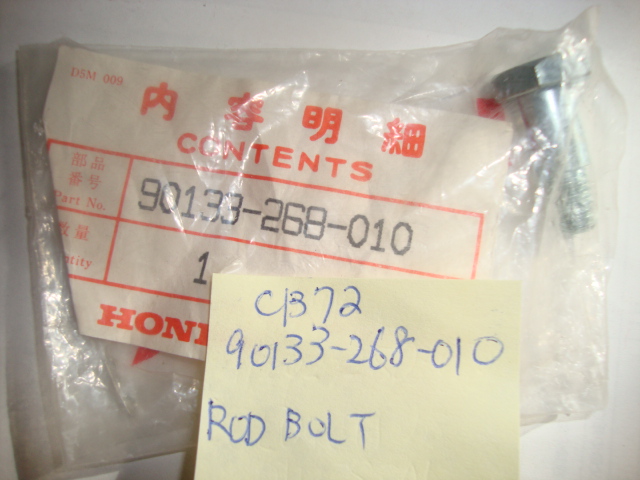 DSM 009
内容明細
CONTENTS
部品
番号
Part No.
90133-268-010
数量
1
HON
CB72
90133-268-010
ROD BOLT